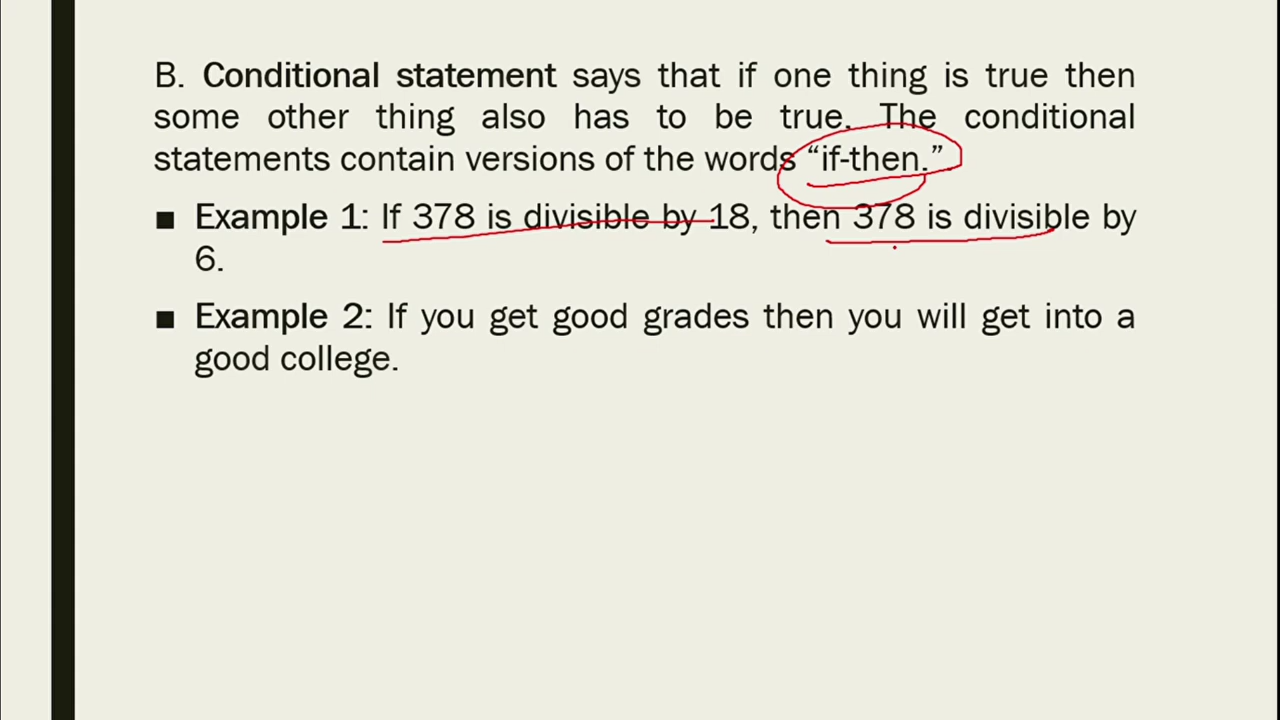 B. Conditional statement says that if one thing is true then
some other thing also has to be true. The conditional
statements contain versions of the words “if-then.”
■ Example 1: If 378 is divisible by 18, then 378 is divisible by
6.
■ Example 2: If you get good grades then you will get into a
good college.